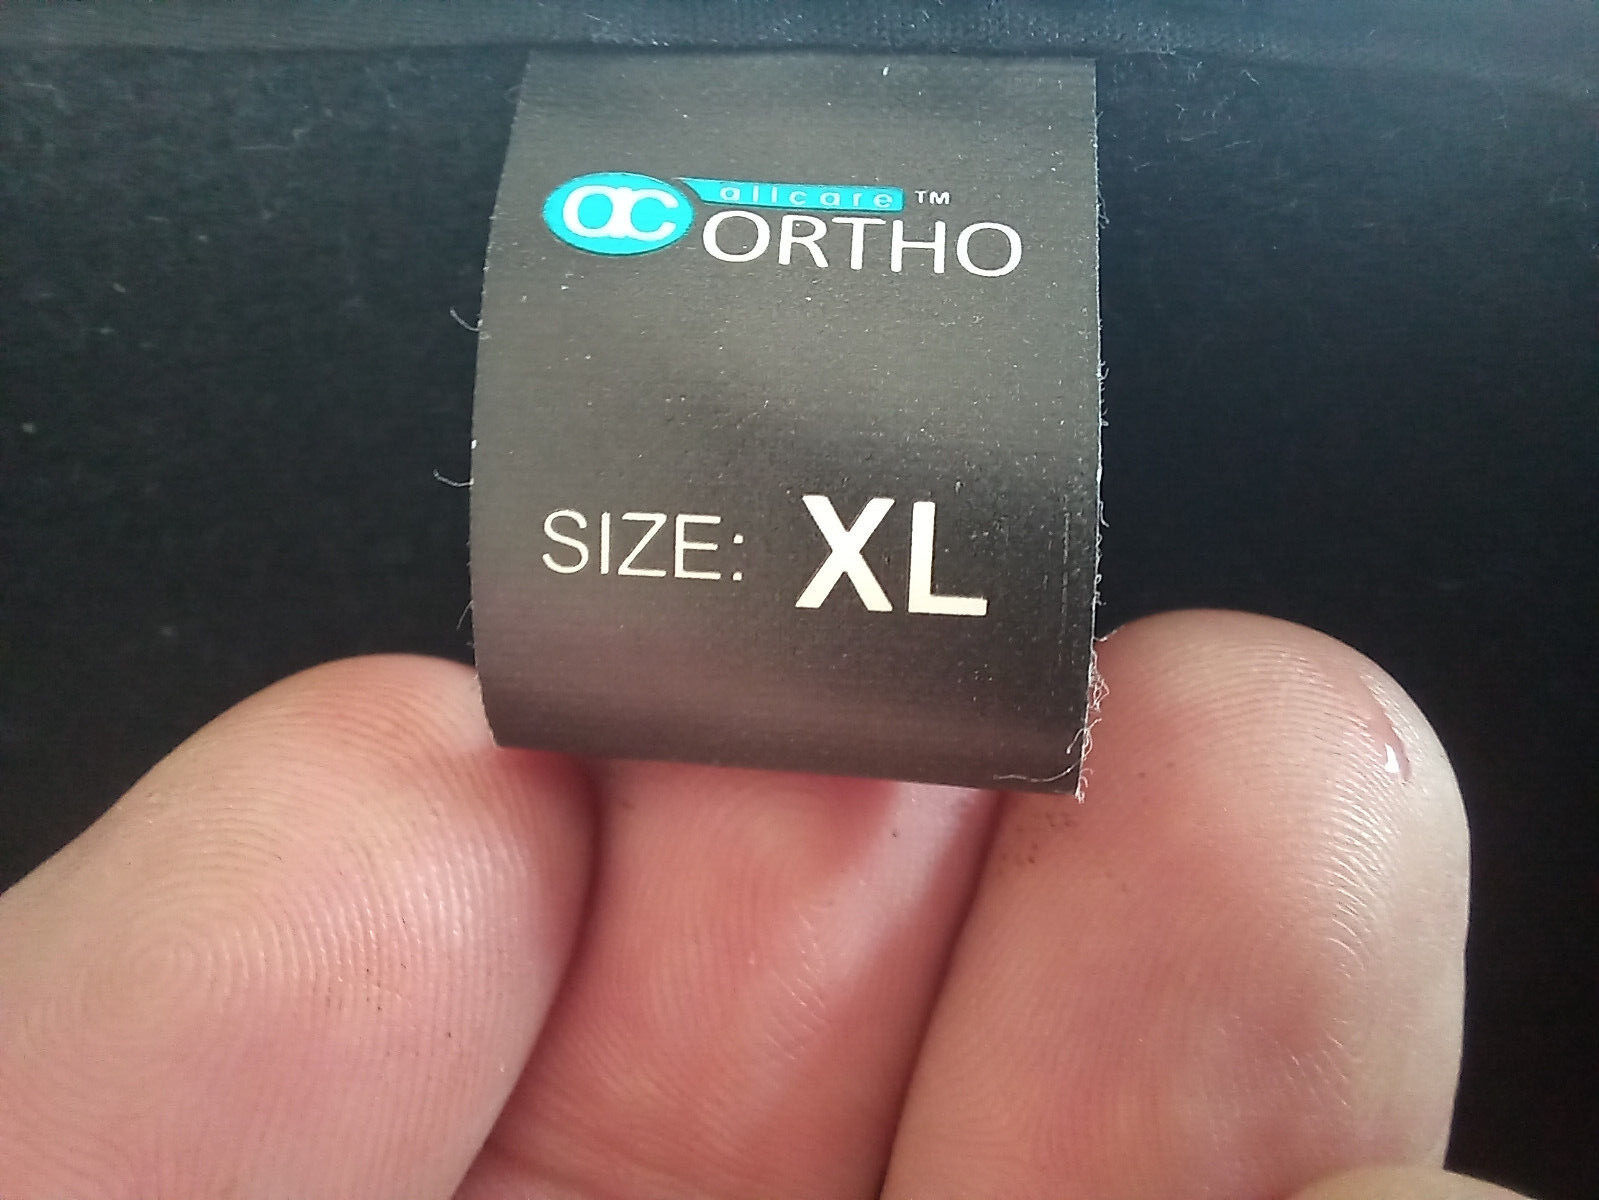 ac allcare ™
ORTHO
SIZE: XL